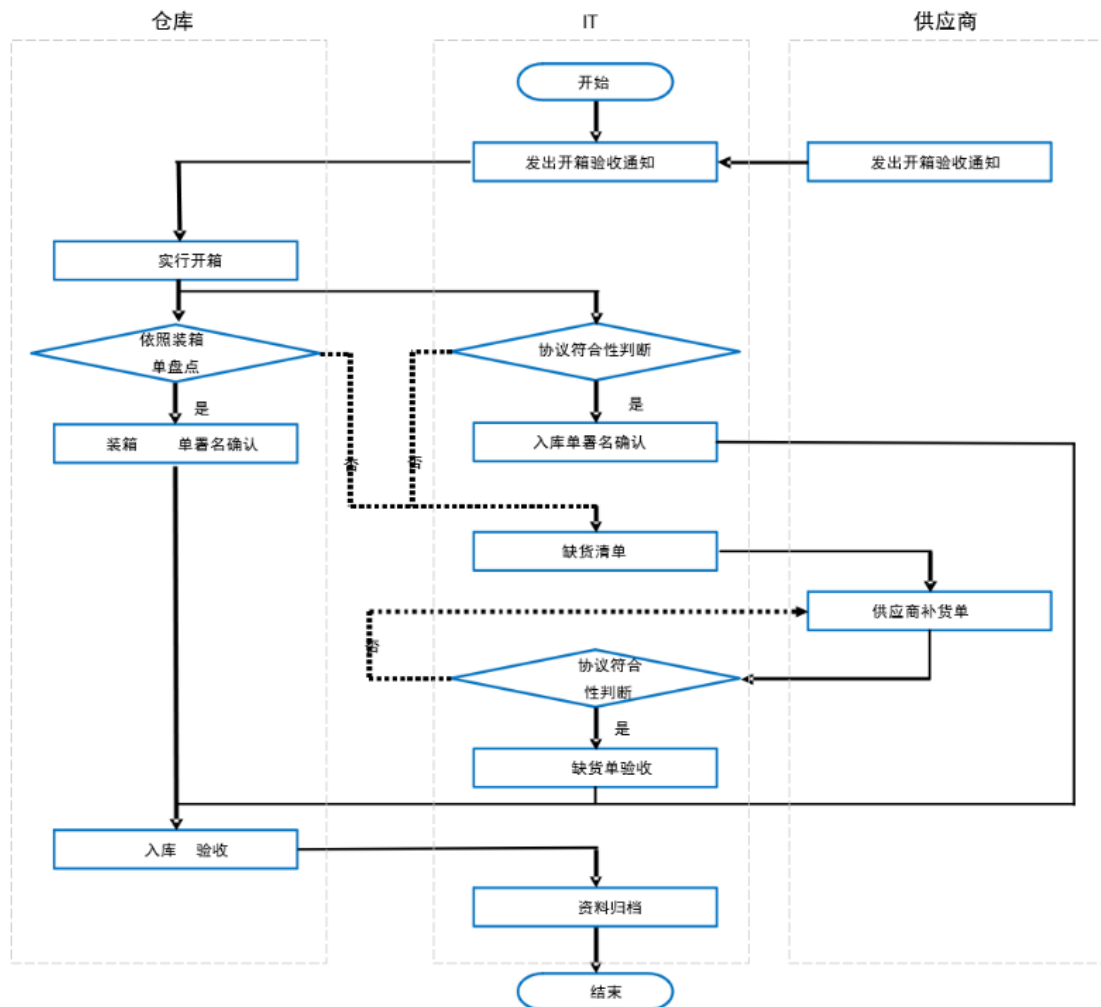 仓库
IT
供应商
开始
发出开箱验收通知
发出开箱验收通知
实行开箱
依照装箱
单盘点
协议符合性判断
是
是
装箱 单署名确认
入库单署名确认
否
否
缺货清单
供应商补货单
否
协议符合
性判断
是
缺货单验收
入库 验收
资料归档
结束